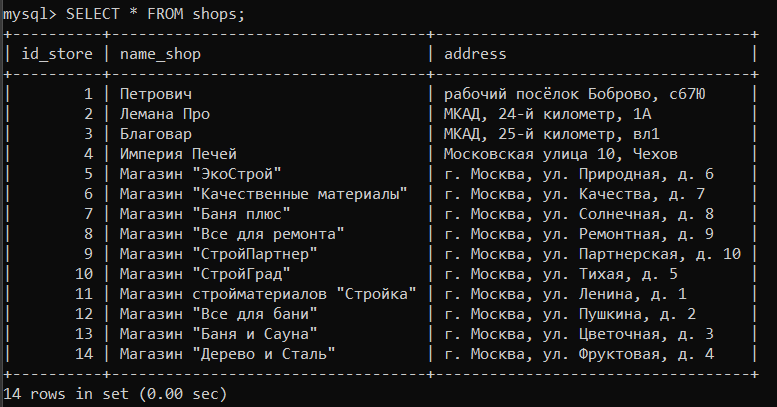 mysql> SELECT * FROM shops;
+----------+-----------------------------------+-----------------------------------+
| id_store | name_shop | address |
+----------+-----------------------------------+-----------------------------------+
| 1 | Петрович | рабочий посёлок Боброво, с67Ю |
| 2 | Лемана Про | МКАД, 24-й километр, 1А |
| 3 | Благовар | МКАД, 25-й километр, вл1 |
| 4 | Империя Печей | Московская улица 10, Чехов |
| 5 | Магазин "ЭкоСтрой" | г. Москва, ул. Природная, д. 6 |
| 6 | Магазин "Качественные материалы" | г. Москва, ул. Качества, д. 7 |
| 7 | Магазин "Баня плюс" | г. Москва, ул. Солнечная, д. 8 |
| 8 | Магазин "Все для ремонта" | г. Москва, ул. Ремонтная, д. 9 |
| 9 | Магазин "СтройПартнер" | г. Москва, ул. Партнерская, д. 10 |
| 10 | Магазин "СтройГрад" | г. Москва, ул. Тихая, д. 5 |
| 11 | Магазин стройматериалов "Стройка" | г. Москва, ул. Ленина, д. 1 |
| 12 | Магазин "Все для бани" | г. Москва, ул. Пушкина, д. 2 |
| 13 | Магазин "Баня и Сауна" | г. Москва, ул. Цветочная, д. 3 |
| 14 | Магазин "Дерево и Сталь" | г. Москва, ул. Фруктовая, д. 4 |
+----------+-----------------------------------+-----------------------------------+
14 rows in set (0.00 sec)